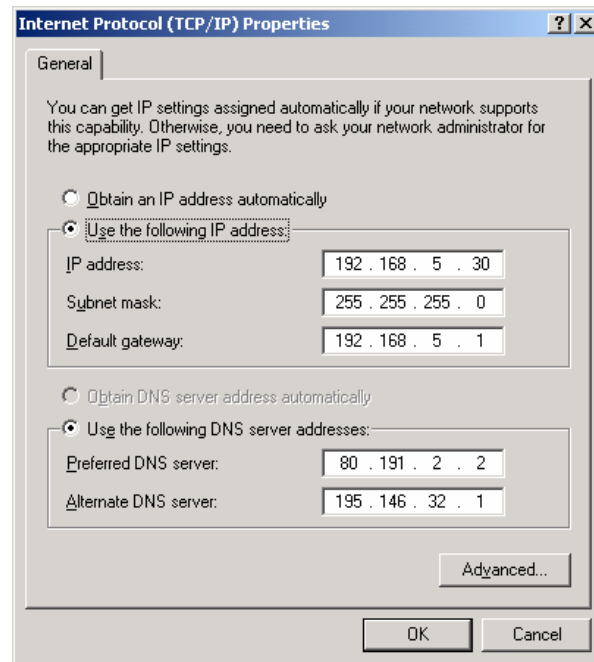 Internet Protocol (TCP/IP) Properties
General
You can get IP settings assigned automatically if your network supports
this capability. Otherwise, you need to ask your network administrator for
the appropriate IP settings.
Obtain an IP address automatically
Use the following IP address:
IP address: 192 . 168 . 5 . 30
Subnet mask: 255 . 255 . 255 . 0
Default gateway: 192 . 168 . 5 . 1
Obtain DNS server address automatically
Use the following DNS server addresses:
Preferred DNS server: 80 . 191 . 2 . 2
Alternate DNS server: 195 . 146 . 32 . 1
Advanced...
OK Cancel